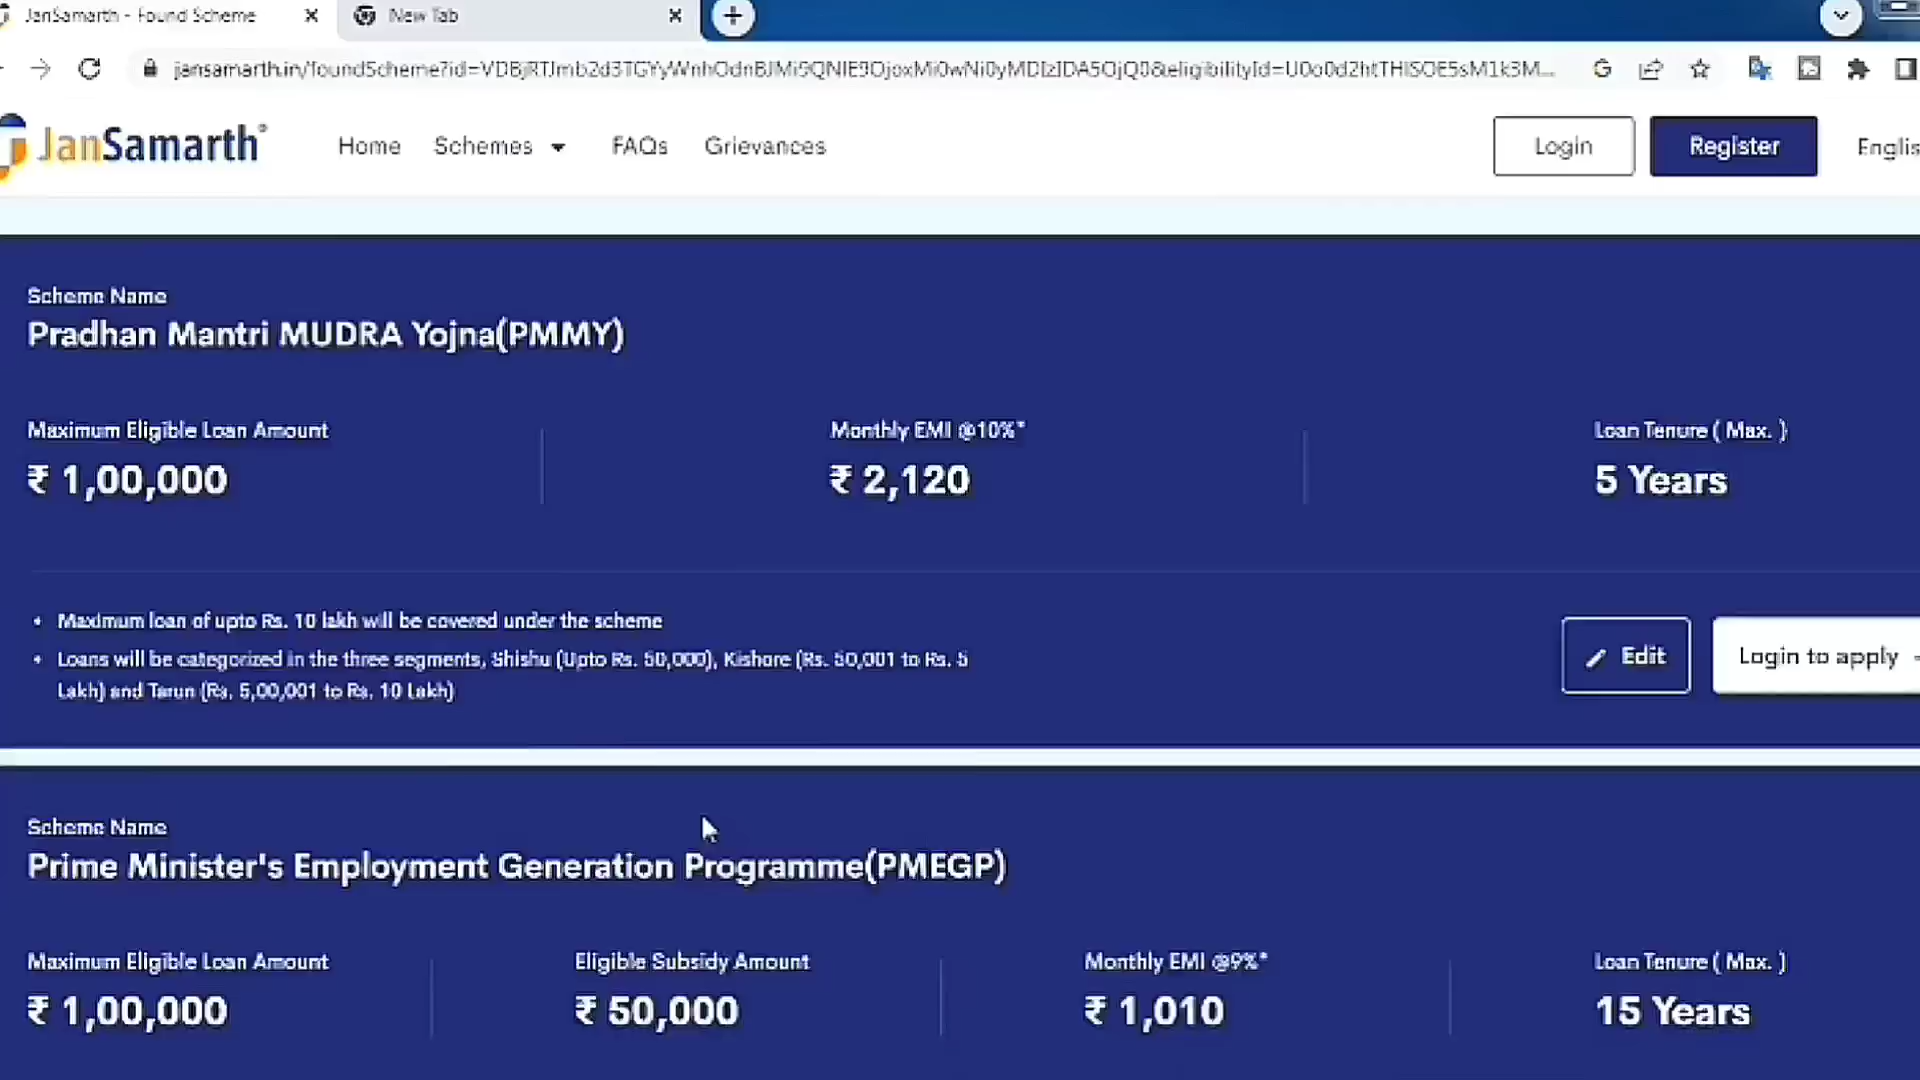 JanSamarth - Found Scheme
New Tab
JanSamarth
Home
Schemes
FAQs
Grievances
Login
Register
Scheme Name
Pradhan Mantri MUDRA Yojna(PMMY)
Maximum Eligible Loan Amount
Monthly EMI @10%*
Loan Tenure ( Max. )
₹ 1,00,000
₹ 2,120
5 Years
• Maximum loan of upto Rs. 10 lakh will be covered under the scheme
• Loans will be categorized in the three segments, Shishu (Upto Rs. 50,000), Kishore (Rs. 50,001 to Rs. 5
Lakh) and Tarun (Rs. 5,00,001 to Rs. 10 Lakh)
Edit
Login to apply
Scheme Name
Prime Minister's Employment Generation Programme(PMEGP)
Maximum Eligible Loan Amount
Eligible Subsidy Amount
Monthly EMI @9%*
Loan Tenure ( Max. )
₹ 1,00,000
₹ 50,000
₹ 1,010
15 Years